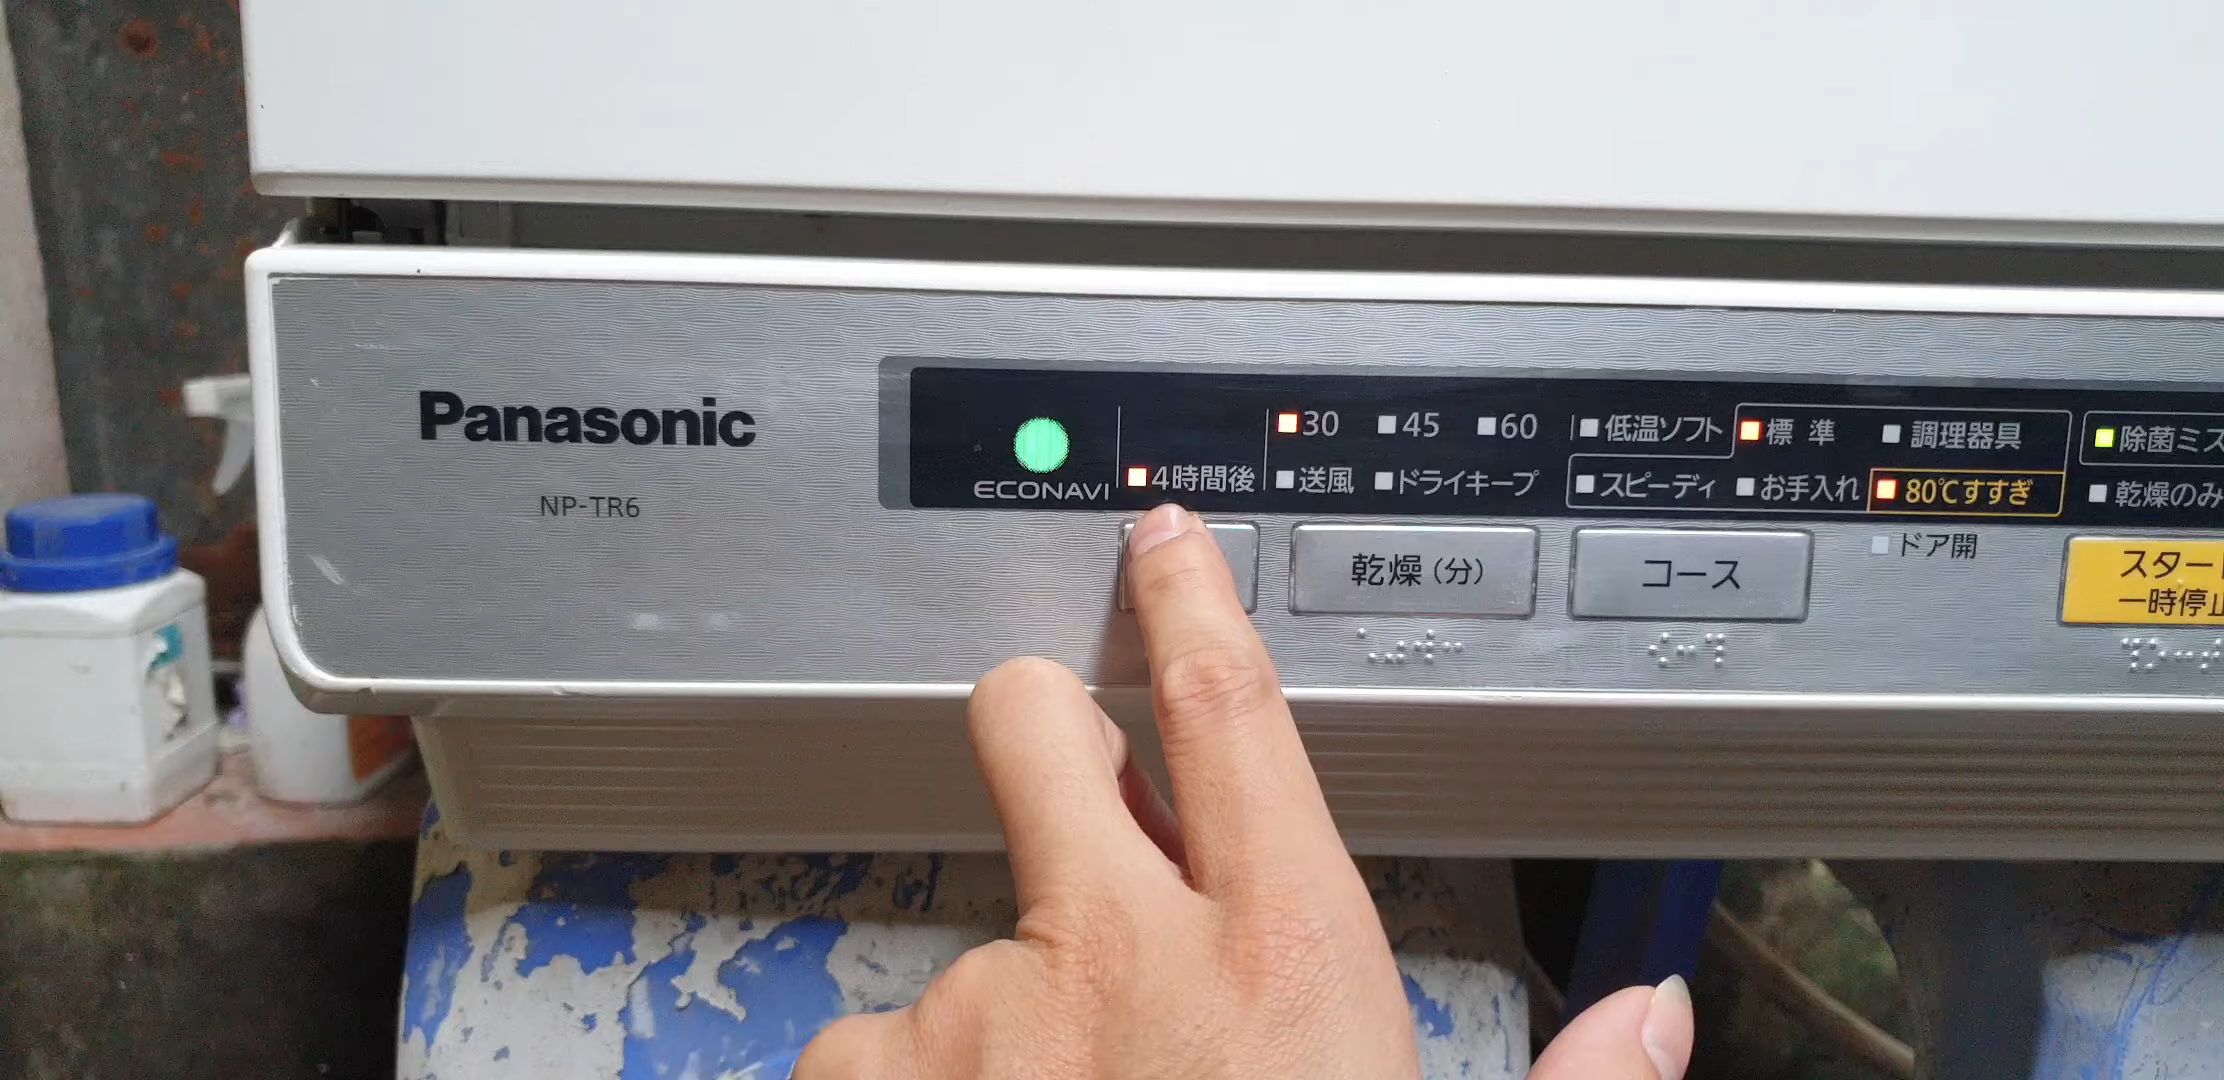 Panasonic
NP-TR6
ECONAVI
4時間後
30 45 60
送風 ドライキープ
低温ソフト 標準 調理器具
スピーディ お手入れ 80℃すすぎ
除菌ミス
乾燥のみ
乾燥（分）
コース
ドア開
スタート
一時停止